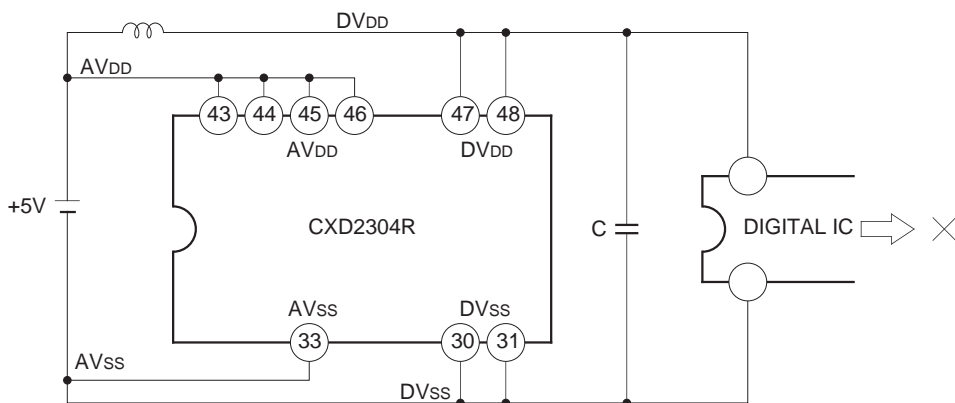 DVDD
AVDD
43 44 45 46 47 48
AVDD DVDD
+5V
CXD2304R
C
DIGITAL IC
AVSS DVSS
33 30 31
AVSS
DVSS